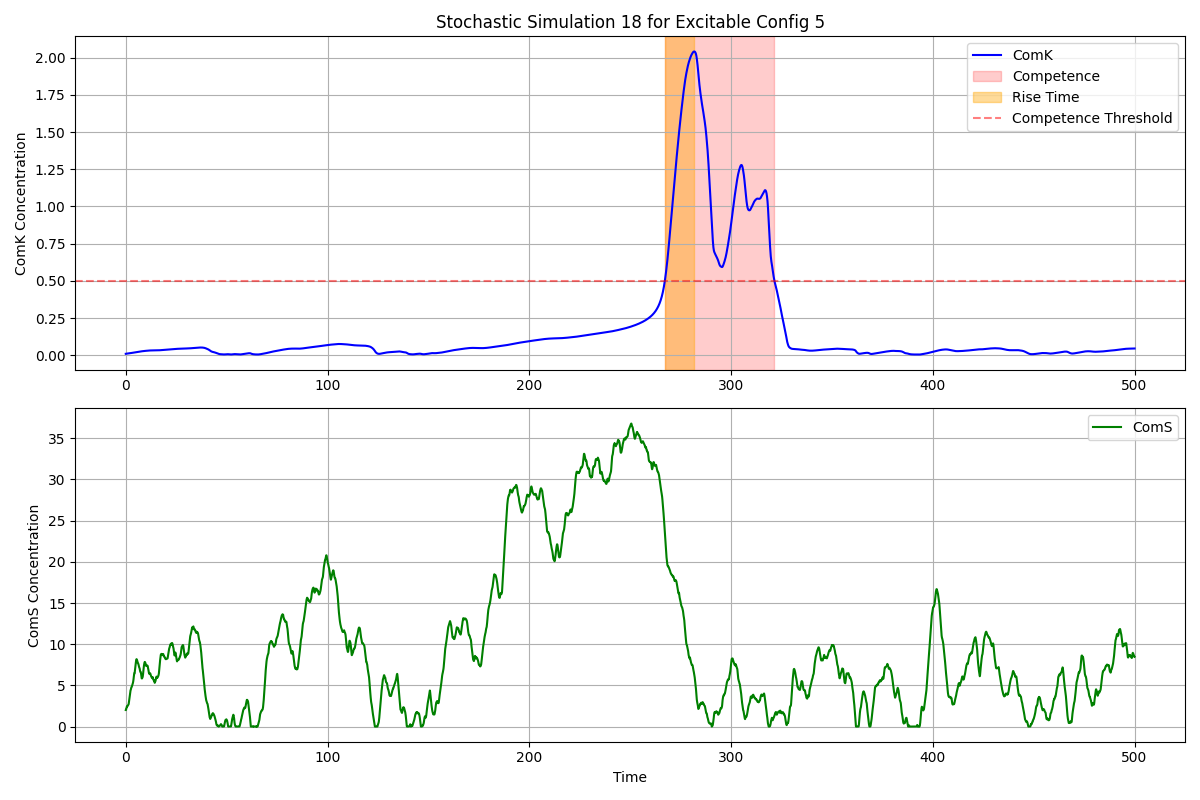 Stochastic Simulation 18 for Excitable Config 5
ComK Concentration
2.00
1.75
1.50
1.25
1.00
0.75
0.50
0.25
0.00
ComK
Competence
Rise Time
Competence Threshold
0 100 200 300 400 500
ComS Concentration
35
30
25
20
15
10
5
0
ComS
0 100 200 300 400 500
Time